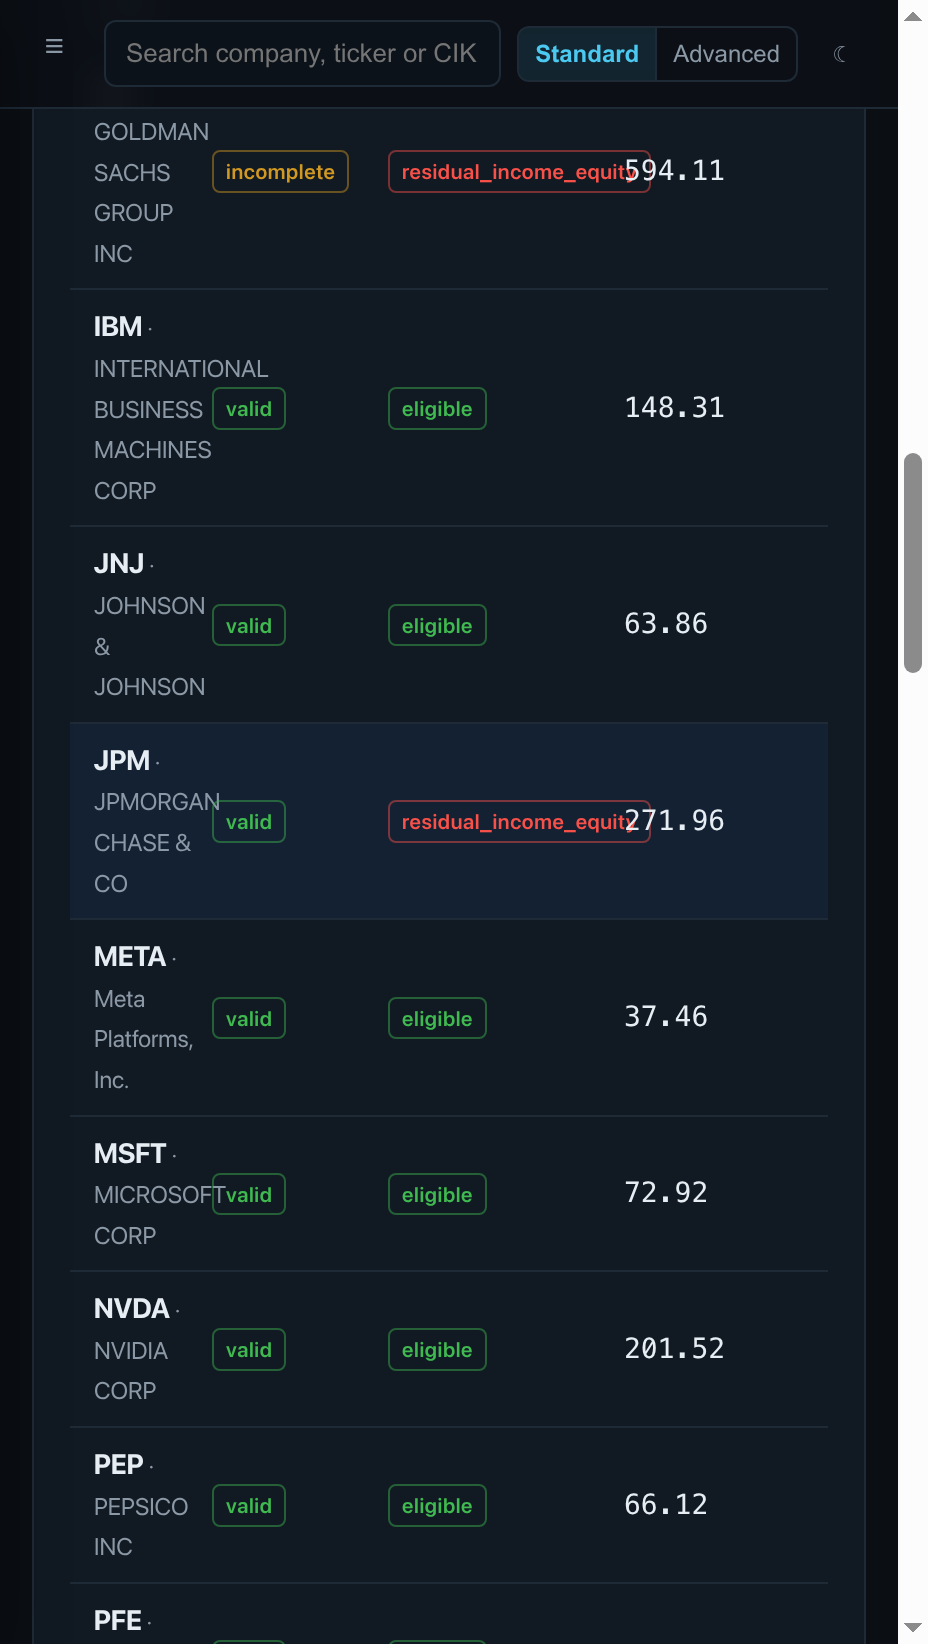 Search company, ticker or CIK
Standard
Advanced
GOLDMAN
SACHS
GROUP
INC
incomplete
residual_income_equity
594.11
IBM ·
INTERNATIONAL
BUSINESS
MACHINES
CORP
valid
eligible
148.31
JNJ ·
JOHNSON
&
JOHNSON
valid
eligible
63.86
JPM ·
JPMORGAN
CHASE &
CO
valid
residual_income_equity
271.96
META ·
Meta
Platforms,
Inc.
valid
eligible
37.46
MSFT ·
MICROSOFT
CORP
valid
eligible
72.92
NVDA ·
NVIDIA
CORP
valid
eligible
201.52
PEP ·
PEPSICO
INC
valid
eligible
66.12
PFE ·